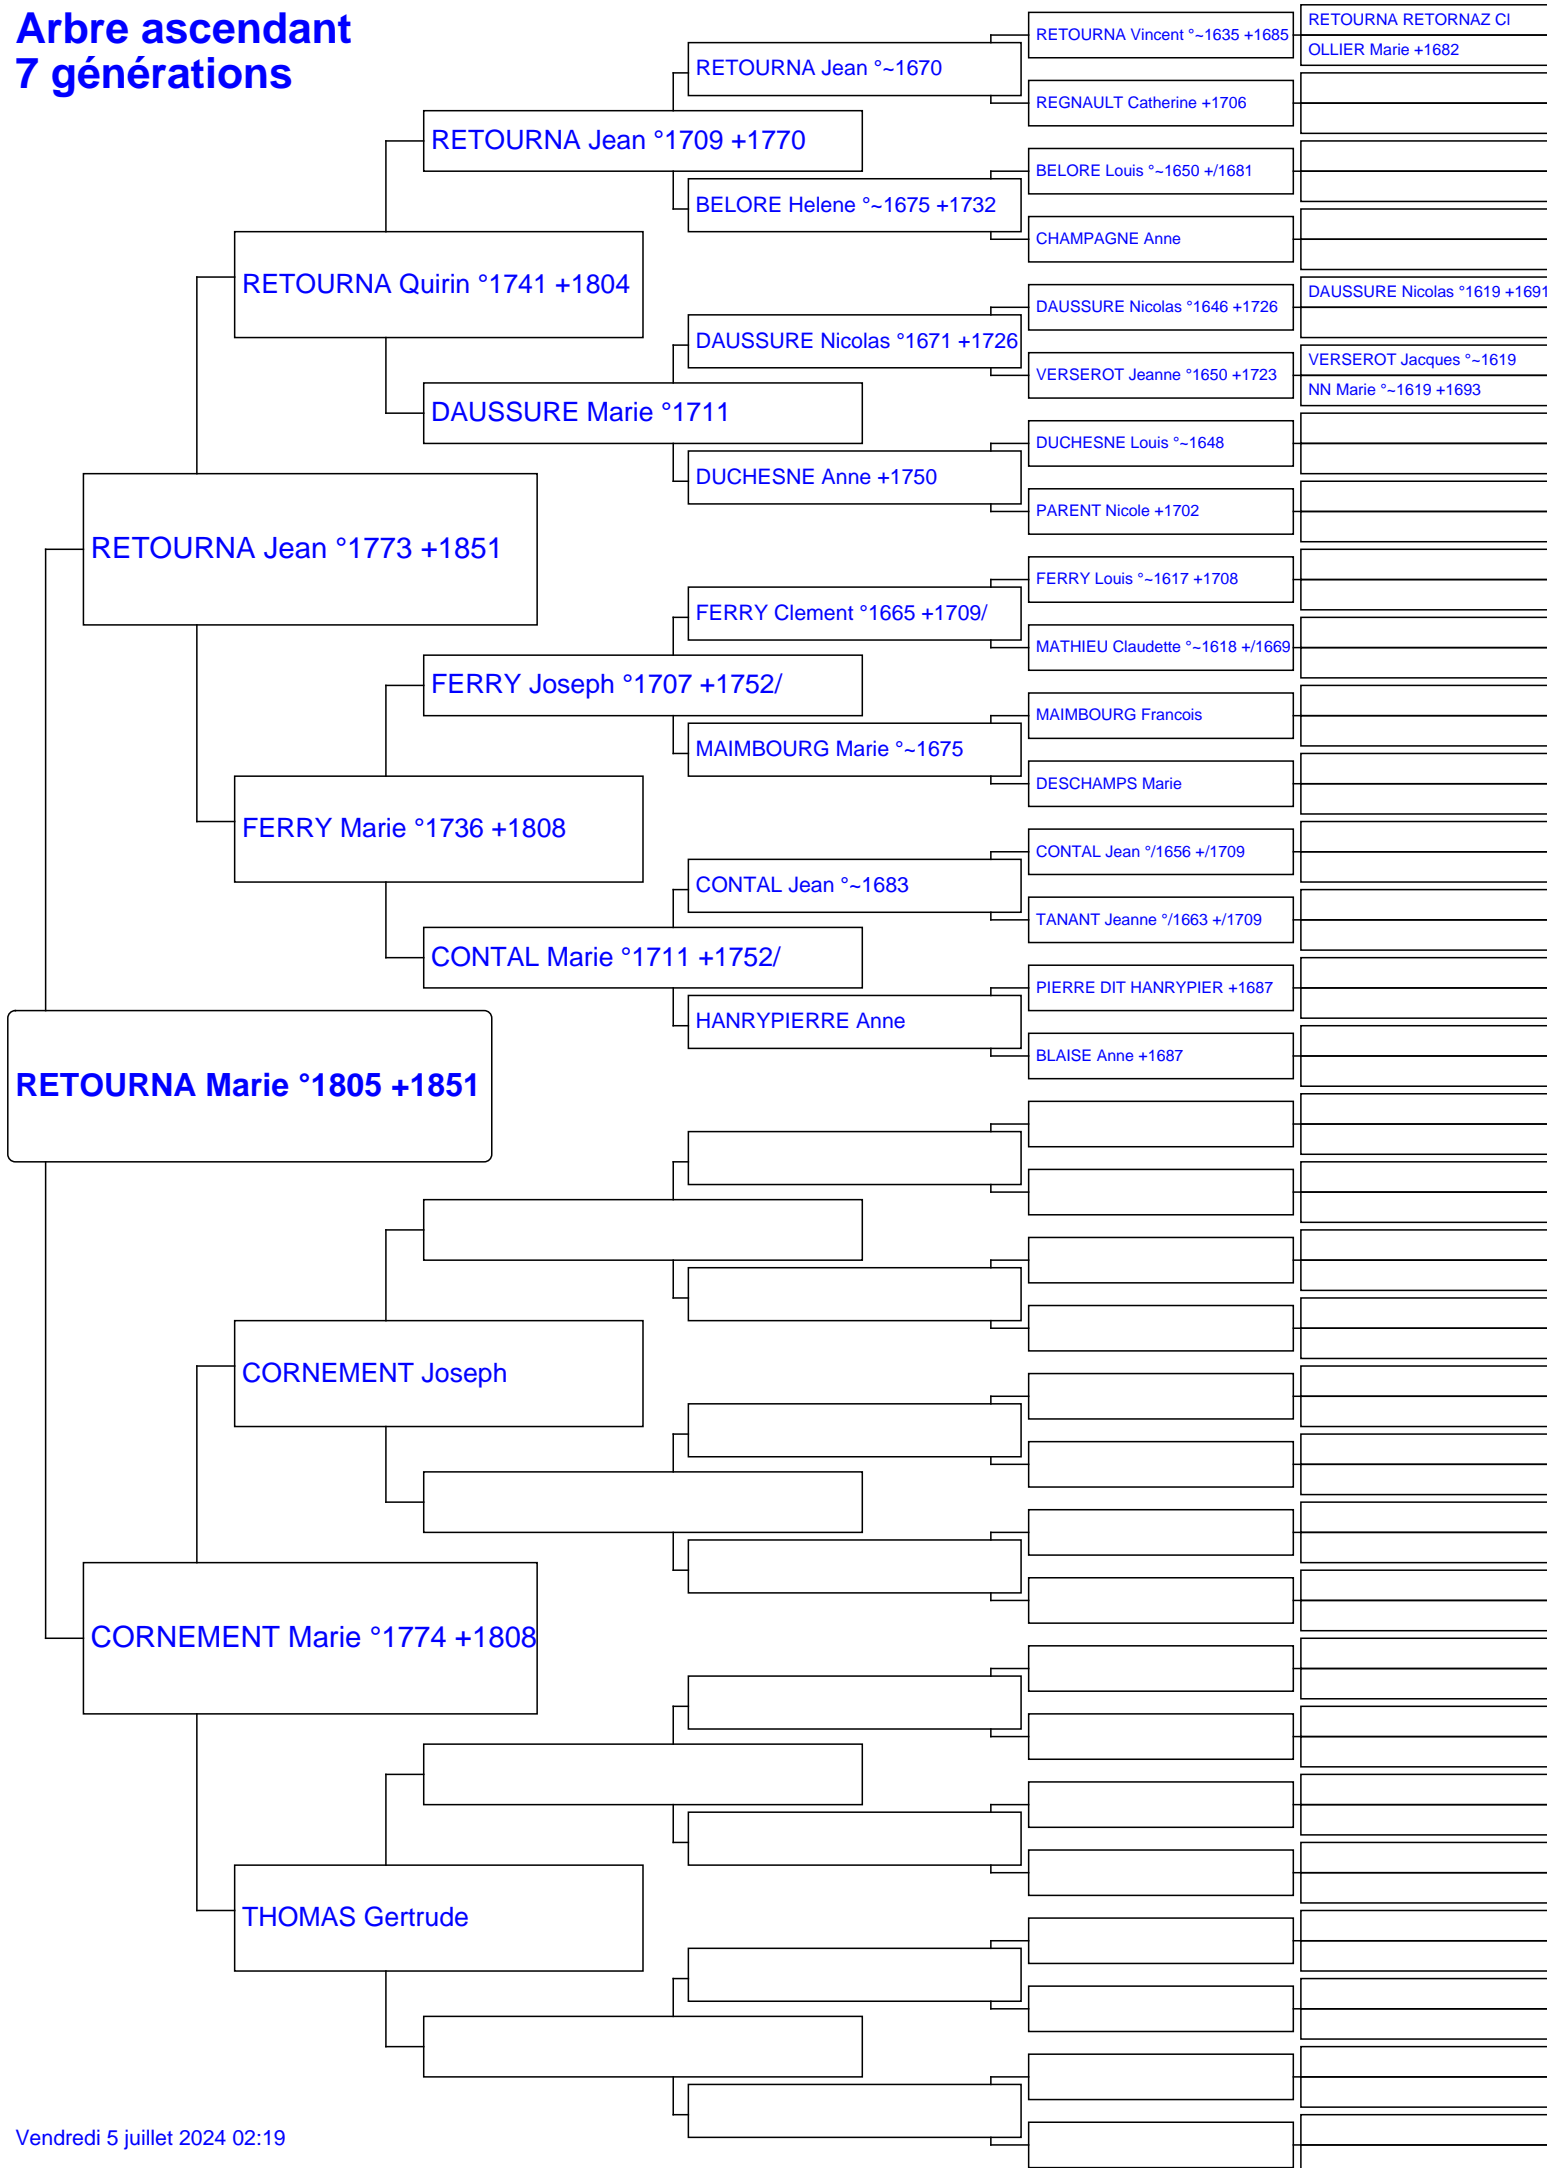 Arbre ascendant
7 générations
RETOURNA Marie °1805 +1851
RETOURNA Jean °1773 +1851
CORNEMENT Marie °1774 +1808
RETOURNA Quirin °1741 +1804
FERRY Marie °1736 +1808
CORNEMENT Joseph
THOMAS Gertrude
RETOURNA Jean °1709 +1770
DAUSSURE Marie °1711
FERRY Joseph °1707 +1752/
CONTAL Marie °1711 +1752/
RETOURNA Jean °~1670
BELORE Helene °~1675 +1732
DAUSSURE Nicolas °1671 +1726
DUCHESNE Anne +1750
FERRY Clement °1665 +1709/
MAIMBOURG Marie °~1675
CONTAL Jean °~1683
HANRYPIERRE Anne
RETOURNA Vincent °~1635 +1685
REGNAULT Catherine +1706
BELORE Louis °~1650 +/1681
CHAMPAGNE Anne
DAUSSURE Nicolas °1646 +1726
VERSEROT Jeanne °1650 +1723
DUCHESNE Louis °~1648
PARENT Nicole +1702
FERRY Louis °~1617 +1708
MATHIEU Claudette °~1618 +/1669
MAIMBOURG Francois
DESCHAMPS Marie
CONTAL Jean °/1656 +/1709
TANANT Jeanne °/1663 +/1709
PIERRE DIT HANRYPIER +1687
BLAISE Anne +1687
RETOURNA RETORNAZ Cl
OLLIER Marie +1682
DAUSSURE Nicolas °1619 +1691
VERSEROT Jacques °~1619
NN Marie °~1619 +1693
Vendredi 5 juillet 2024 02:19